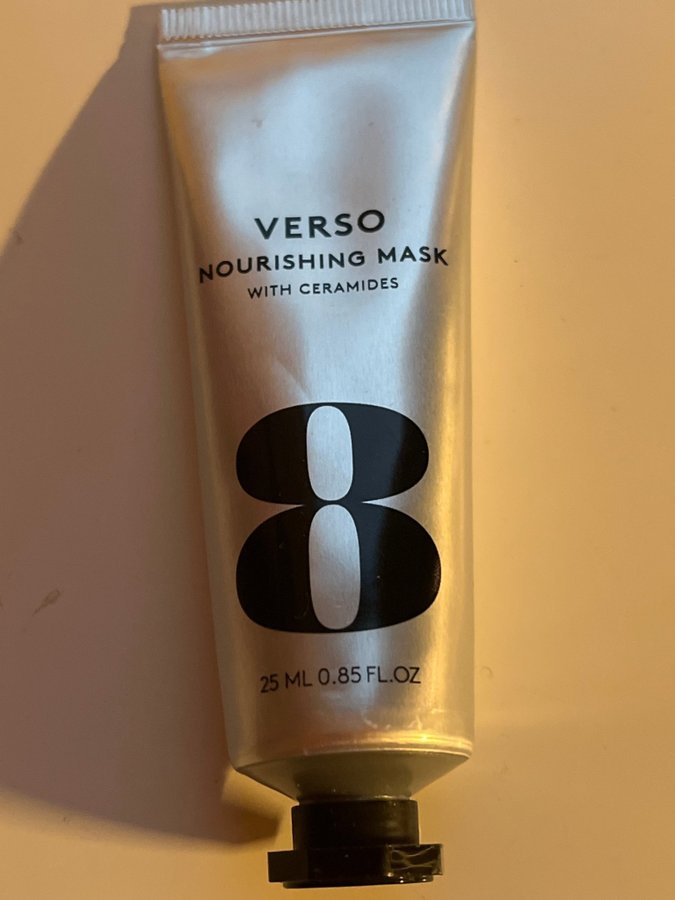 VERSO
NOURISHING MASK
WITH CERAMIDES
8
25 ML 0.85 FL.OZ